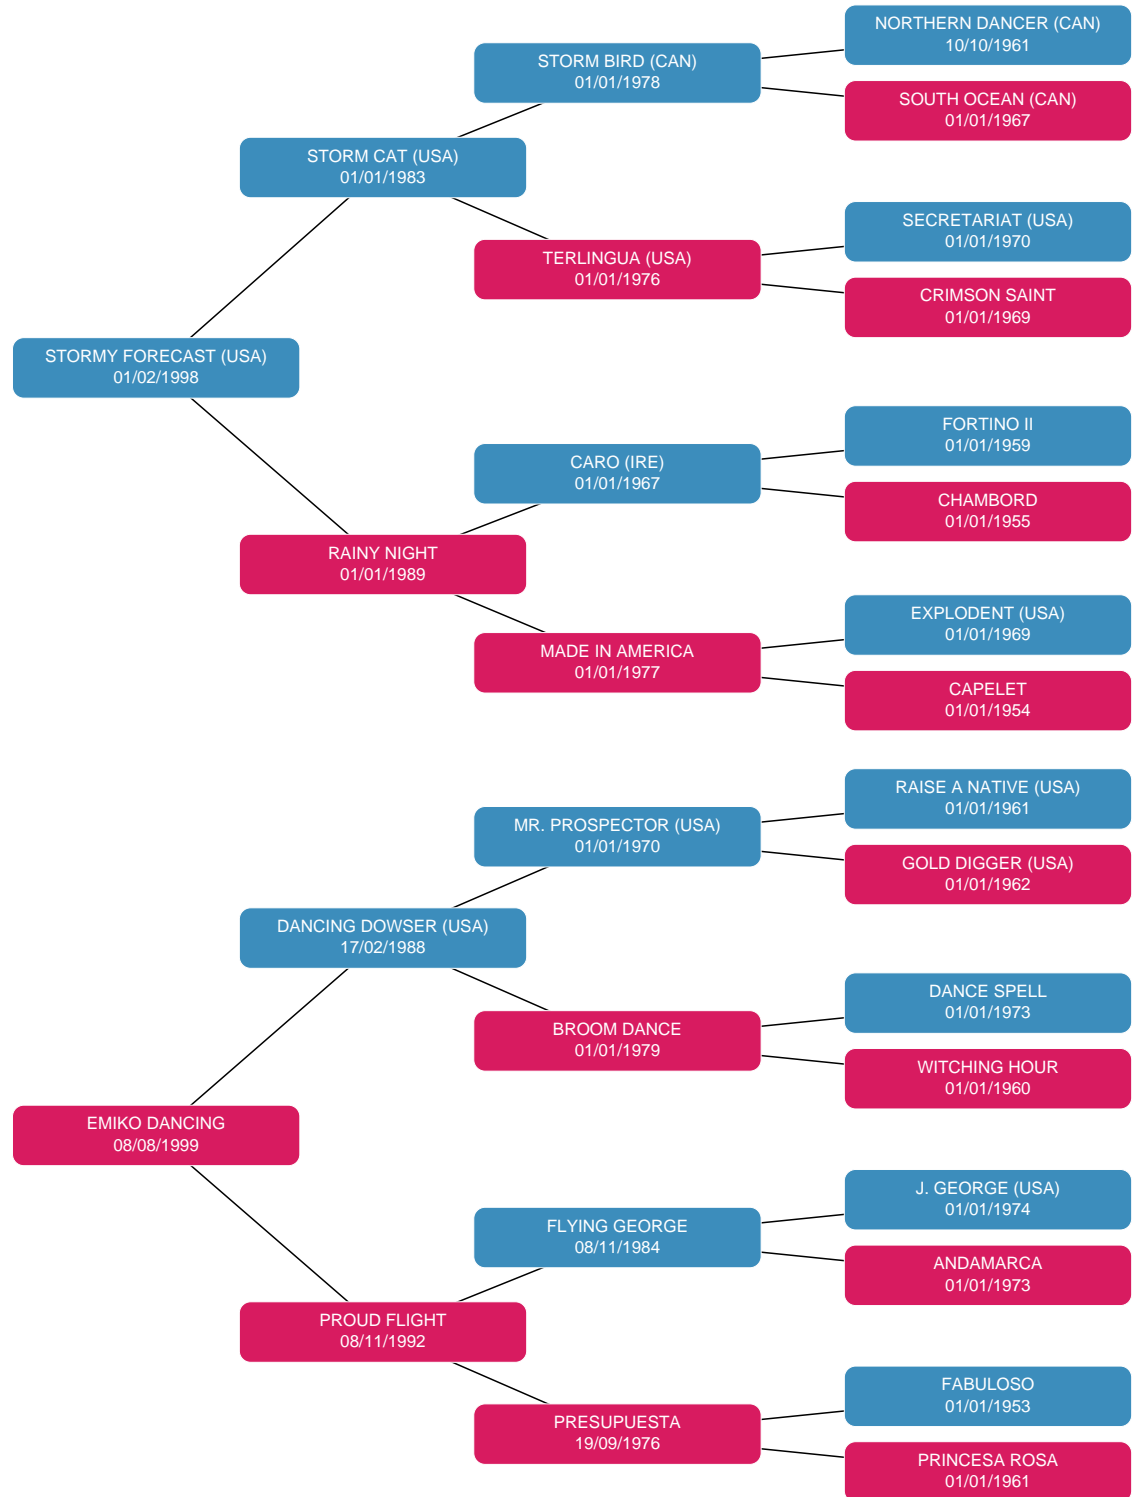 NORTHERN DANCER (CAN)
10/10/1961
STORM BIRD (CAN)
01/01/1978
SOUTH OCEAN (CAN)
01/01/1967
STORM CAT (USA)
01/01/1983
SECRETARIAT (USA)
01/01/1970
TERLINGUA (USA)
01/01/1976
CRIMSON SAINT
01/01/1969
STORMY FORECAST (USA)
01/02/1998
FORTINO II
01/01/1959
CARO (IRE)
01/01/1967
CHAMBORD
01/01/1955
RAINY NIGHT
01/01/1989
EXPLODENT (USA)
01/01/1969
MADE IN AMERICA
01/01/1977
CAPELET
01/01/1954
RAISE A NATIVE (USA)
01/01/1961
MR. PROSPECTOR (USA)
01/01/1970
GOLD DIGGER (USA)
01/01/1962
DANCING DOWSER (USA)
17/02/1988
DANCE SPELL
01/01/1973
BROOM DANCE
01/01/1979
WITCHING HOUR
01/01/1960
EMIKO DANCING
08/08/1999
J. GEORGE (USA)
01/01/1974
FLYING GEORGE
08/11/1984
ANDAMARCA
01/01/1973
PROUD FLIGHT
08/11/1992
FABULOSO
01/01/1953
PRESUPUESTA
19/09/1976
PRINCESA ROSA
01/01/1961